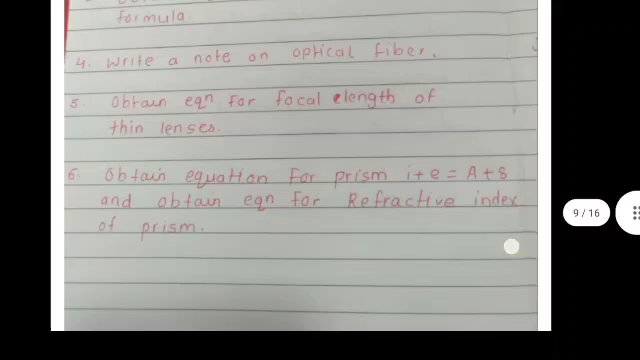 formula
4. Write a note on optical fiber.
5. Obtain eqn for focal length of
thin lenses.
6. Obtain equation for prism i+e = A+δ
and obtain eqn for Refractive index
of prism.
9 / 16